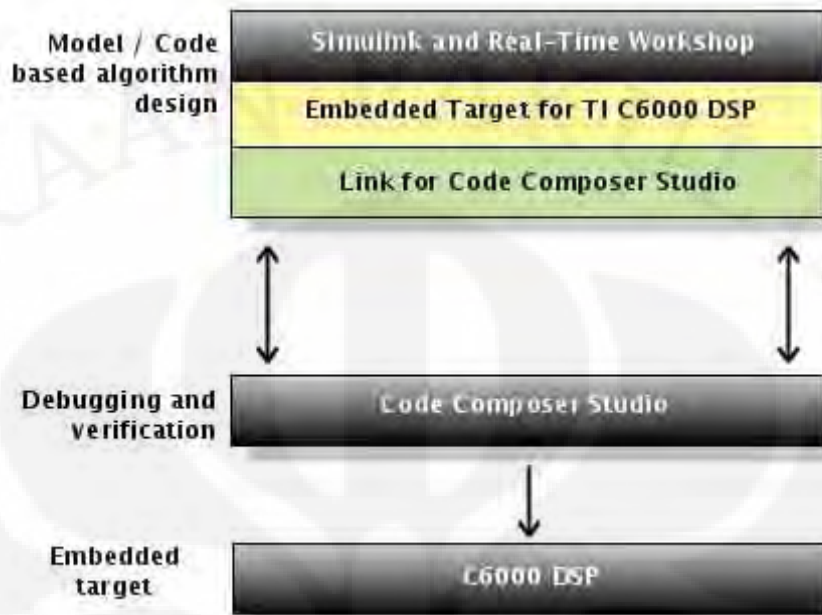 Model / Code
based algorithm
design
Simulink and Real-Time Workshop
Embedded Target for TI C6000 DSP
Link for Code Composer Studio
Debugging and
verification
Code Composer Studio
Embedded
target
C6000 DSP